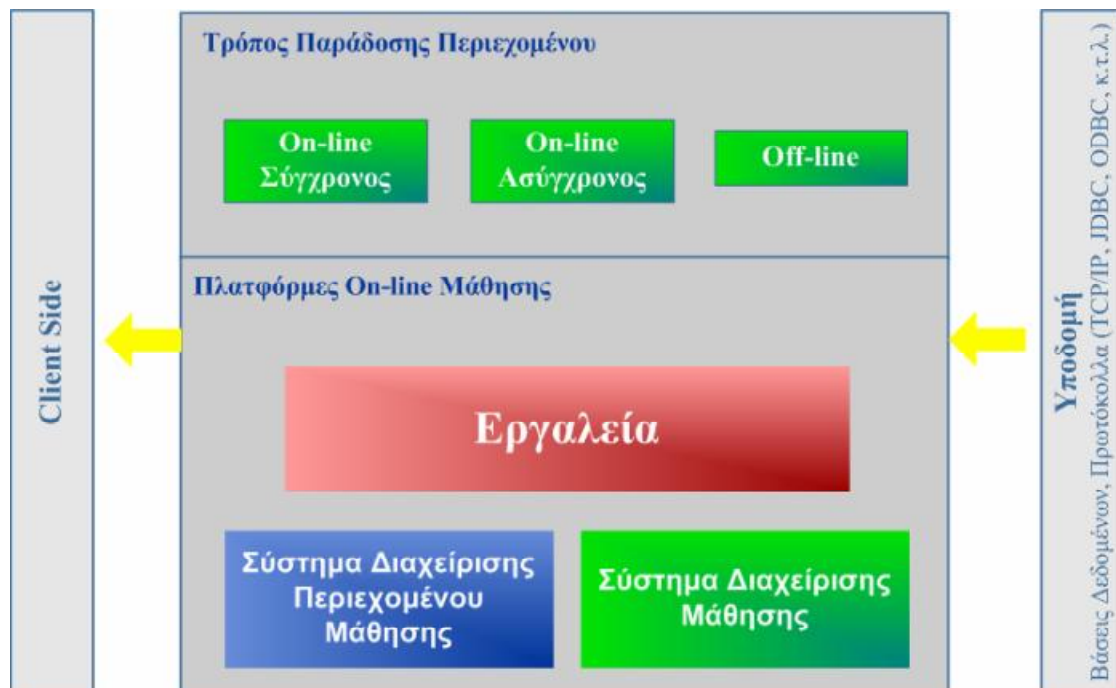 Τρόπος Παράδοσης Περιεχομένου
On-line
Σύγχρονος
On-line
Ασύγχρονος
Off-line
Πλατφόρμες On-line Μάθησης
Εργαλεία
Σύστημα Διαχείρισης
Περιεχομένου
Μάθησης
Σύστημα Διαχείρισης
Μάθησης
Client Side
Υποδομή
Βάσεις Δεδομένων, Πρωτόκολλα (TCP/IP, JDBC, ODBC, κ.τ.λ.)